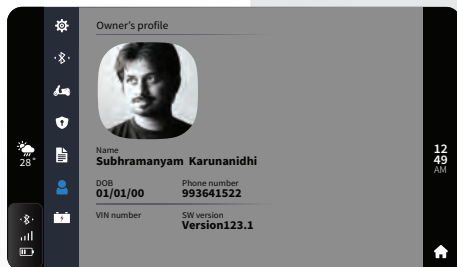 Owner's profile
28°
Name
Subhramanyam Karunanidhi
DOB Phone number
01/01/00 993641522
VIN number SW version
Version123.1
12
49
AM